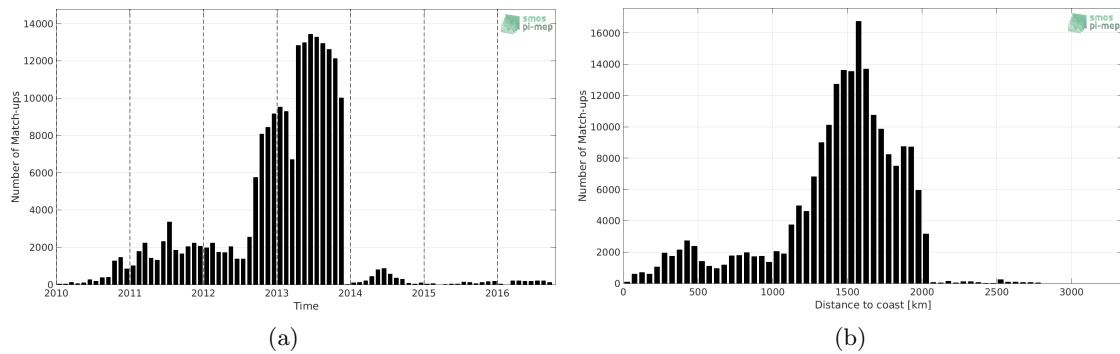 smos
pi-mep
Number of Match-ups
14000
12000
10000
8000
6000
4000
2000
0
2010 2011 2012 2013 2014 2015 2016
Time
(a)
smos
pi-mep
Number of Match-ups
16000
14000
12000
10000
8000
6000
4000
2000
0
0 500 1000 1500 2000 2500 3000
Distance to coast [km]
(b)